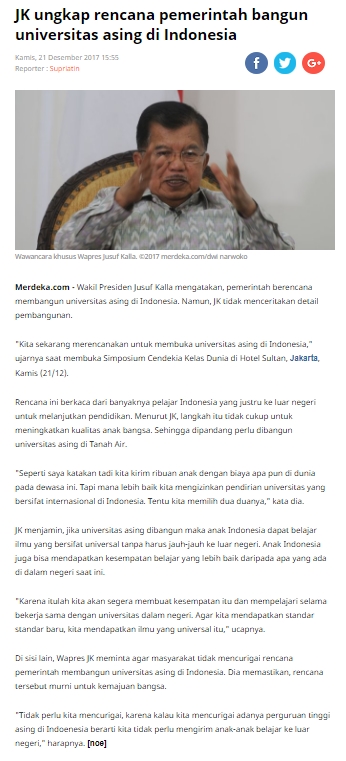 JK ungkap rencana pemerintah bangun
universitas asing di Indonesia
Kamis, 21 Desember 2017 15:55
Reporter : Supriatin
Wawancara khusus Wapres Jusuf Kalla. ©2017 merdeka.com/dwi narwoko
Merdeka.com - Wakil Presiden Jusuf Kalla mengatakan, pemerintah berencana
membangun universitas asing di Indonesia. Namun, JK tidak menceritakan detail
pembangunan.
"Kita sekarang merencanakan untuk membuka universitas asing di Indonesia,"
ujarnya saat membuka Simposium Cendekia Kelas Dunia di Hotel Sultan, Jakarta,
Kamis (21/12).
Rencana ini berkaca dari banyaknya pelajar Indonesia yang justru ke luar negeri
untuk melanjutkan pendidikan. Menurut JK, langkah itu tidak cukup untuk
meningkatkan kualitas anak bangsa. Sehingga dipandang perlu dibangun
universitas asing di Tanah Air.
"Seperti saya katakan tadi kita kirim ribuan anak dengan biaya apa pun di dunia
pada dewasa ini. Tapi mana lebih baik kita mengizinkan pendirian universitas yang
bersifat internasional di Indonesia. Tentu kita memilih dua duanya," kata dia.
JK menjamin, jika universitas asing dibangun maka anak Indonesia dapat belajar
ilmu yang bersifat universal tanpa harus jauh-jauh ke luar negeri. Anak Indonesia
juga bisa mendapatkan kesempatan belajar yang lebih baik daripada apa yang ada
di dalam negeri saat ini.
"Karena itulah kita akan segera membuat kesempatan itu dan mempelajari selama
bekerja sama dengan universitas dalam negeri. Agar kita mendapatkan standar
standar baru, kita mendapatkan ilmu yang universal itu," ucapnya.
Di sisi lain, Wapres JK meminta agar masyarakat tidak mencurigai rencana
pemerintah membangun universitas asing di Indonesia. Dia memastikan, rencana
tersebut murni untuk kemajuan bangsa.
"Tidak perlu kita mencurigai, karena kalau kita mencurigai adanya perguruan tinggi
asing di Indoenesia berarti kita tidak perlu mengirim anak-anak belajar ke luar
negeri," harapnya. [noe]